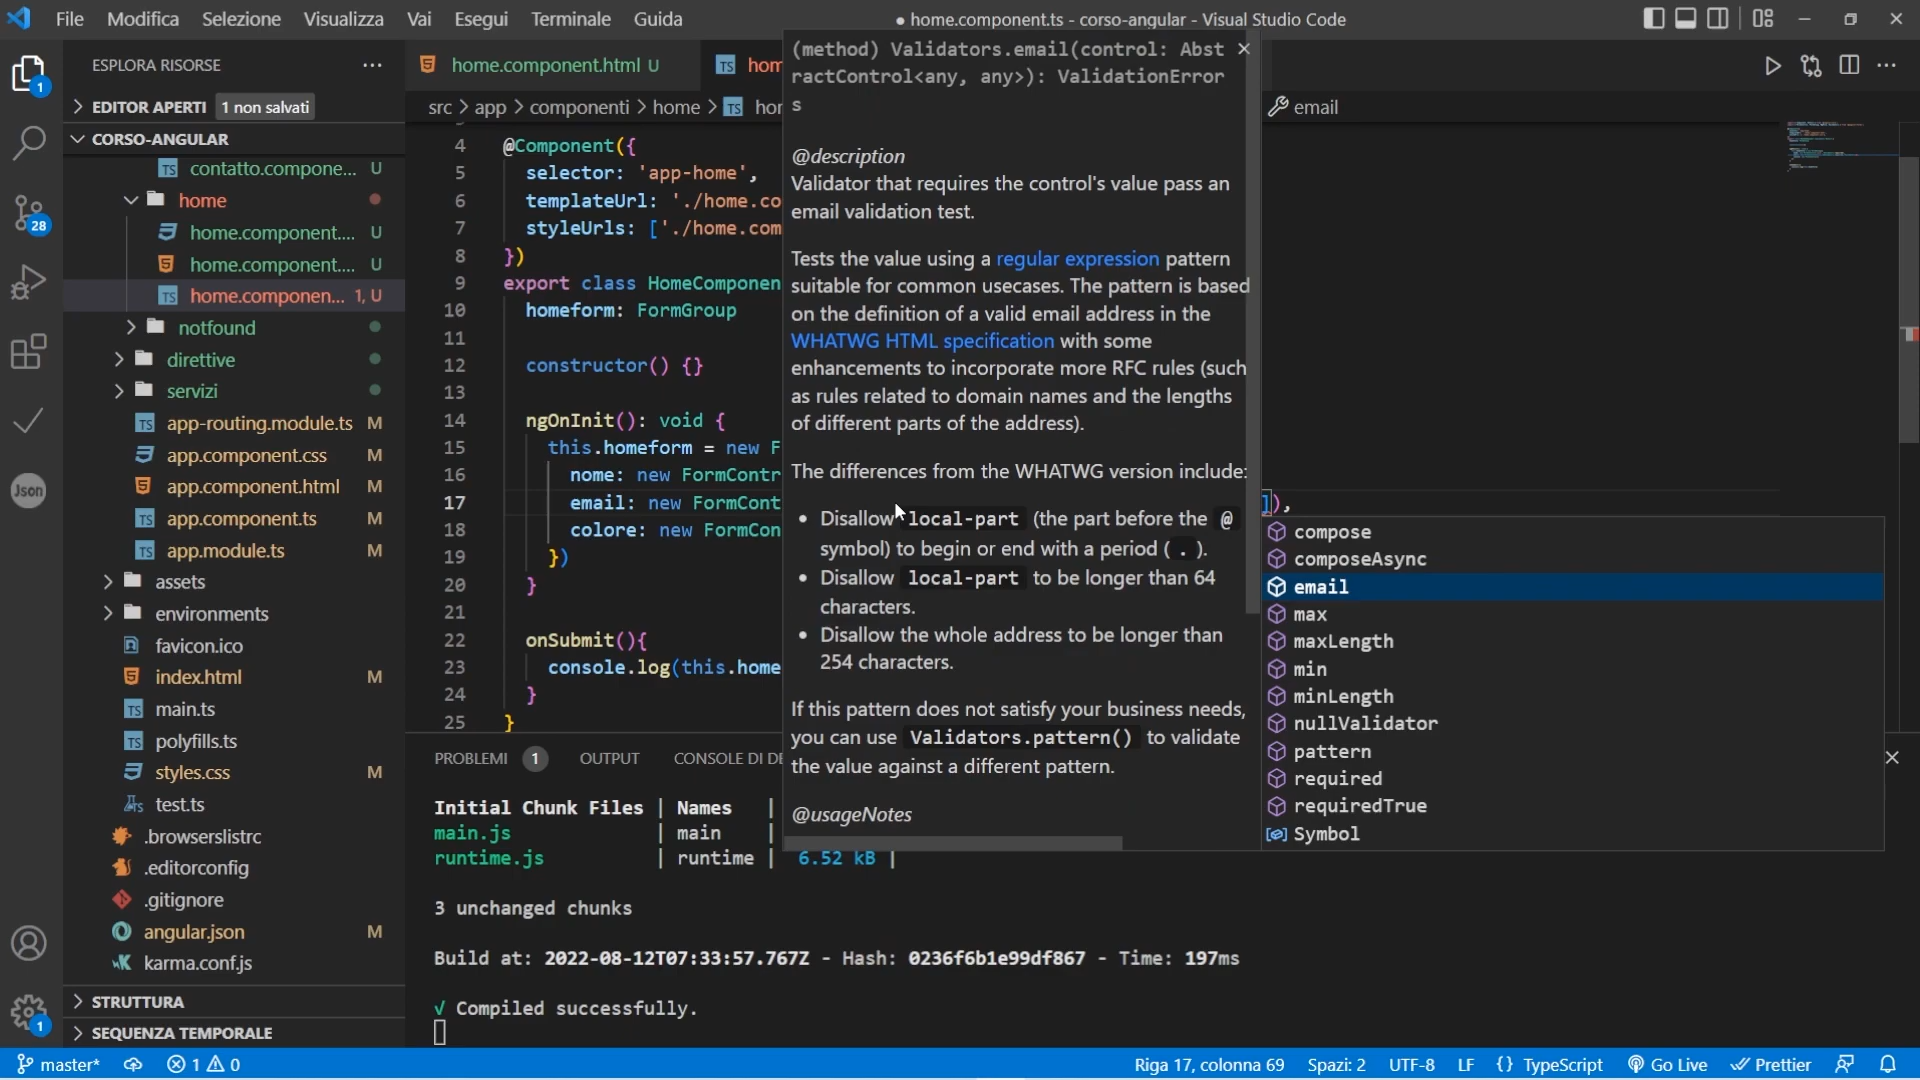 File Modifica Selezione Visualizza Vai Esegui Terminale Guida
● home.component.ts - corso-angular - Visual Studio Code
ESPLORA RISORSE ···
EDITOR APERTI 1 non salvati
CORSO-ANGULAR
contatto.compone... U
home
home.component.... U
home.component.... U
home.componen... 1, U
notfound
direttive
servizi
app-routing.module.ts M
app.component.css M
app.component.html M
app.component.ts M
app.module.ts M
assets
environments
favicon.ico
index.html M
main.ts
polyfills.ts
styles.css M
test.ts
.browserslistrc
.editorconfig
.gitignore
angular.json M
karma.conf.js
STRUTTURA
SEQUENZA TEMPORALE
1
28
Json
1
home.component.html U
TS hom
src > app > componenti > home > TS hor
email
4 @Component({
5 selector: 'app-home',
6 templateUrl: './home.co
7 styleUrls: ['./home.com
8 })
9 export class HomeComponen
10 homeform: FormGroup
11
12 constructor() {}
13
14 ngOnInit(): void {
15 this.homeform = new F
16 nome: new FormContr
17 email: new FormCont
18 colore: new FormCon
19 })
20 }
21
22 onSubmit(){
23 console.log(this.home
24 }
25 }
]),
(method) Validators.email(control: Abst
ractControl<any, any>): ValidationError
s
@description
Validator that requires the control's value pass an
email validation test.
Tests the value using a regular expression pattern
suitable for common usecases. The pattern is based
on the definition of a valid email address in the
WHATWG HTML specification with some
enhancements to incorporate more RFC rules (such
as rules related to domain names and the lengths
of different parts of the address).
The differences from the WHATWG version include:
• Disallow local-part (the part before the @
symbol) to begin or end with a period ( . ).
• Disallow local-part to be longer than 64
characters.
• Disallow the whole address to be longer than
254 characters.
If this pattern does not satisfy your business needs,
you can use Validators.pattern() to validate
the value against a different pattern.
@usageNotes
compose
composeAsync
email
max
maxLength
min
minLength
nullValidator
pattern
required
requiredTrue
Symbol
PROBLEMI 1 OUTPUT CONSOLE DI DE
Initial Chunk Files | Names |
main.js | main |
runtime.js | runtime | 6.52 kB |
3 unchanged chunks
Build at: 2022-08-12T07:33:57.767Z - Hash: 0236f6b1e99df867 - Time: 197ms
√ Compiled successfully.
master* 1 0
Riga 17, colonna 69 Spazi: 2 UTF-8 LF {} TypeScript Go Live Prettier